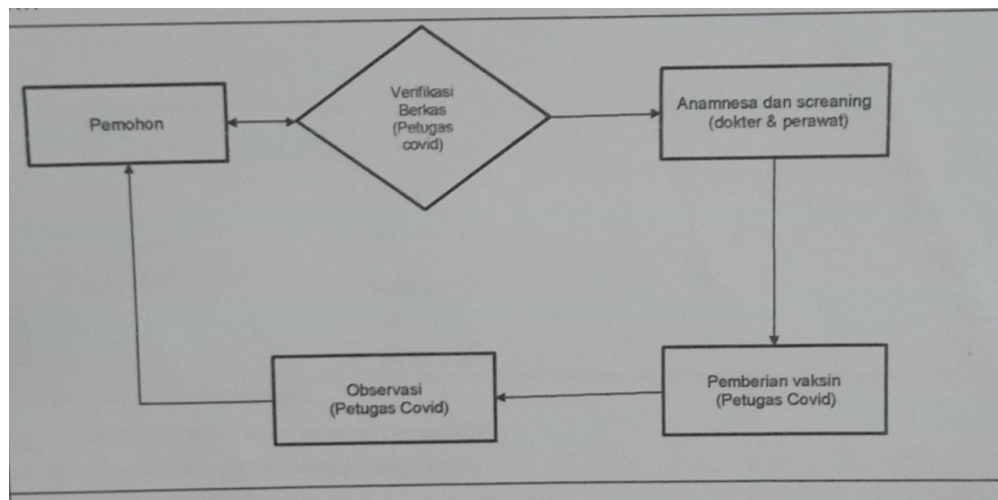 Pemohon
Verifikasi
Berkas
(Petugas
covid)
Anamnesa dan screaning
(dokter & perawat)
Observasi
(Petugas Covid)
Pemberian vaksin
(Petugas Covid)